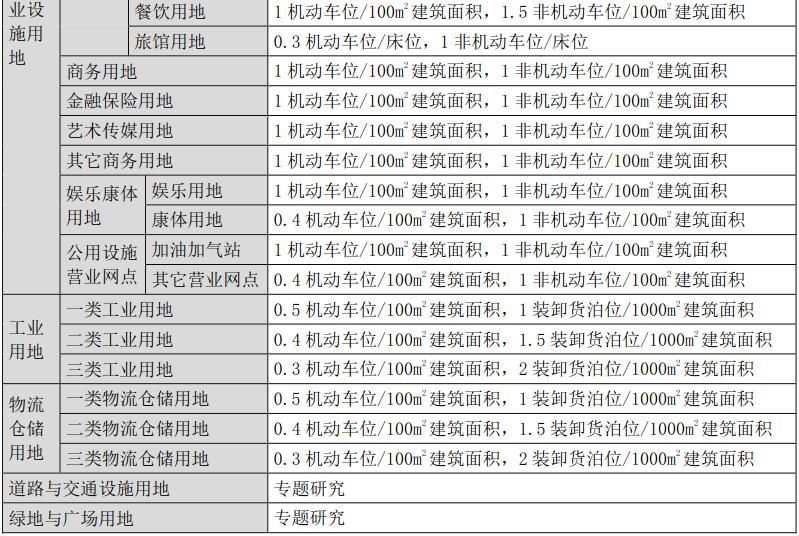 业设
施用
地
餐饮用地 1 机动车位/100㎡建筑面积，1.5 非机动车位/100㎡建筑面积
旅馆用地 0.3 机动车位/床位，1 非机动车位/床位
商务用地 1 机动车位/100㎡建筑面积，1 非机动车位/100㎡建筑面积
金融保险用地 1 机动车位/100㎡建筑面积，1 非机动车位/100㎡建筑面积
艺术传媒用地 1 机动车位/100㎡建筑面积，1 非机动车位/100㎡建筑面积
其它商务用地 1 机动车位/100㎡建筑面积，1 非机动车位/100㎡建筑面积
娱乐康体
用地
娱乐用地 1 机动车位/100㎡建筑面积，1 非机动车位/100㎡建筑面积
康体用地 0.4 机动车位/100㎡建筑面积，1 非机动车位/100㎡建筑面积
公用设施
营业网点
加油加气站 1 机动车位/100㎡建筑面积，1 非机动车位/100㎡建筑面积
其它营业网点 0.4 机动车位/100㎡建筑面积，1 非机动车位/100㎡建筑面积
工业
用地
一类工业用地 0.5 机动车位/100㎡建筑面积，1 装卸货泊位/1000㎡建筑面积
二类工业用地 0.4 机动车位/100㎡建筑面积，1.5 装卸货泊位/1000㎡建筑面积
三类工业用地 0.3 机动车位/100㎡建筑面积，2 装卸货泊位/1000㎡建筑面积
物流
仓储
用地
一类物流仓储用地 0.5 机动车位/100㎡建筑面积，1 装卸货泊位/1000㎡建筑面积
二类物流仓储用地 0.4 机动车位/100㎡建筑面积，1.5 装卸货泊位/1000㎡建筑面积
三类物流仓储用地 0.3 机动车位/100㎡建筑面积，2 装卸货泊位/1000㎡建筑面积
道路与交通设施用地 专题研究
绿地与广场用地 专题研究